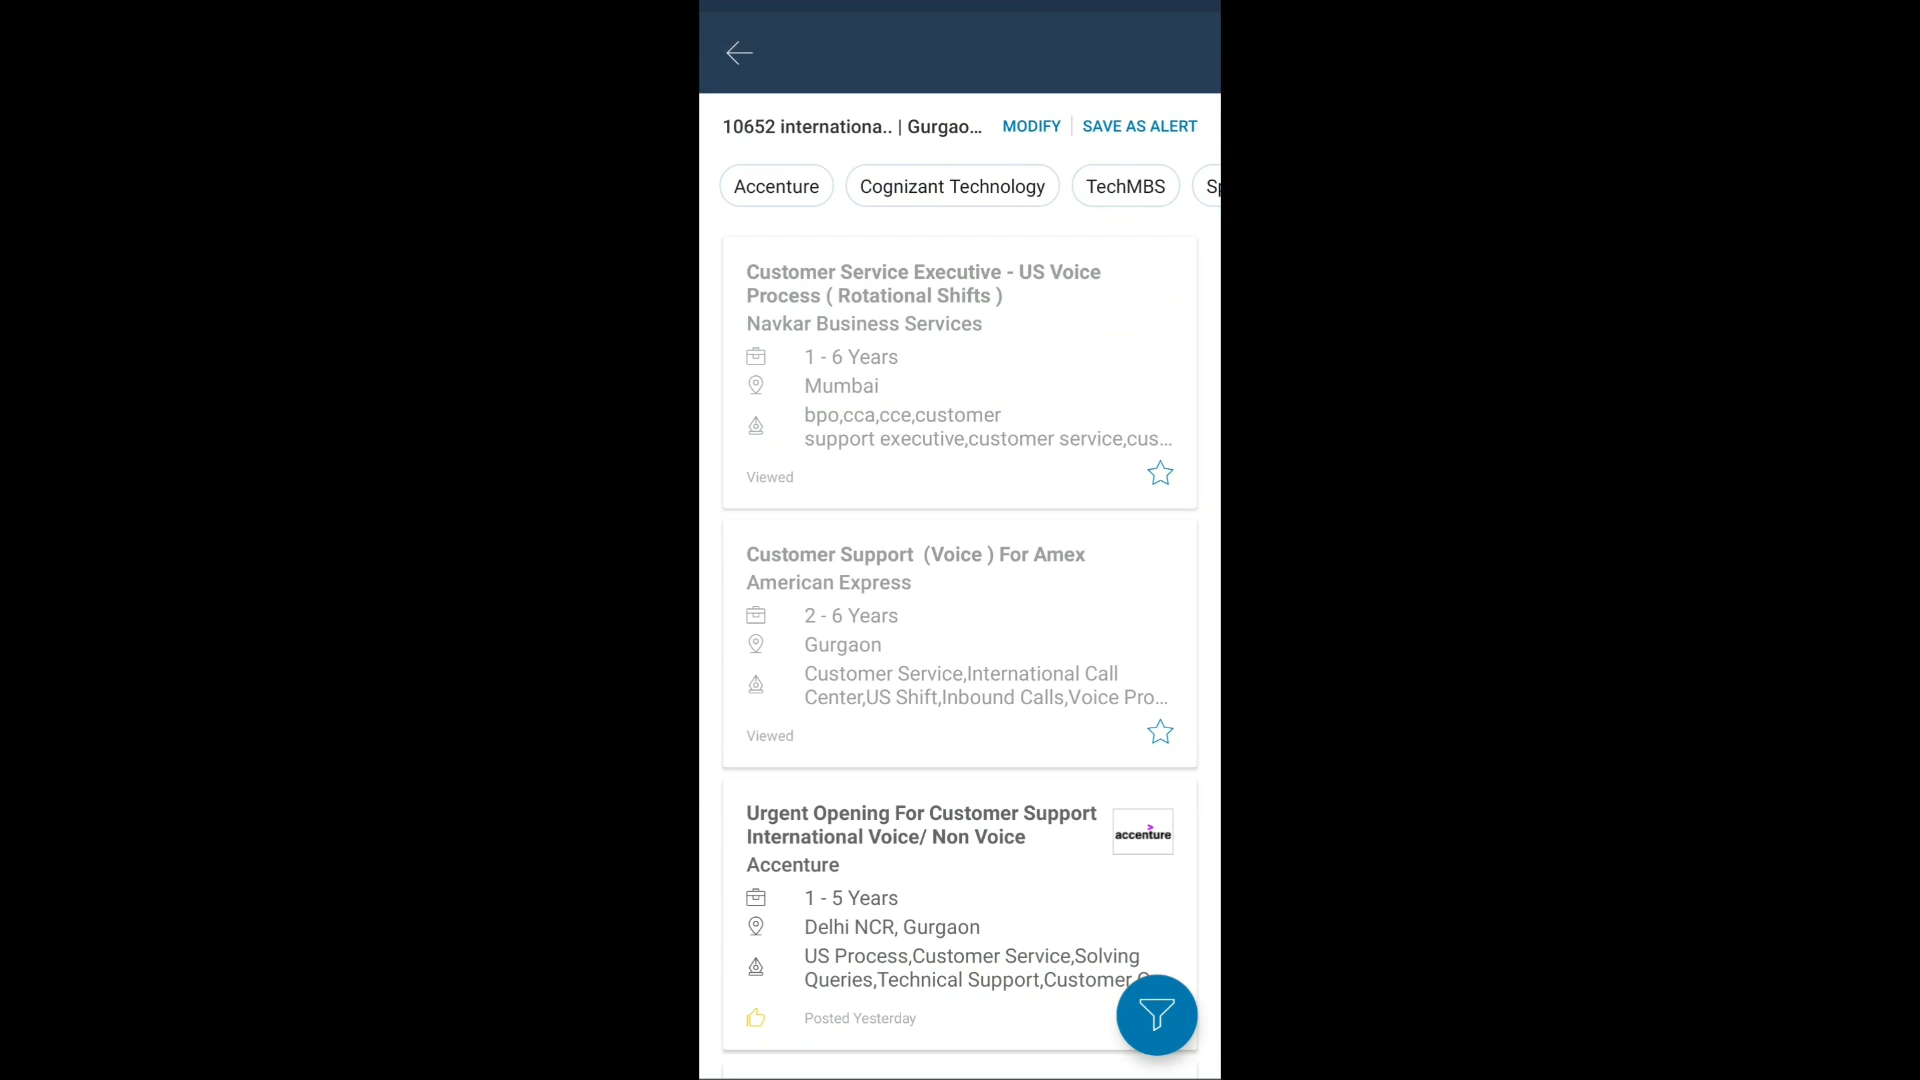 10652 internationa.. | Gurgao... MODIFY SAVE AS ALERT
Accenture Cognizant Technology TechMBS Sp
Customer Service Executive - US Voice
Process ( Rotational Shifts )
Navkar Business Services
1 - 6 Years
Mumbai
bpo,cca,cce,customer
support executive,customer service,cus...
Viewed
Customer Support (Voice ) For Amex
American Express
2 - 6 Years
Gurgaon
Customer Service,International Call
Center,US Shift,Inbound Calls,Voice Pro...
Viewed
Urgent Opening For Customer Support
International Voice/ Non Voice
accenture
Accenture
1 - 5 Years
Delhi NCR, Gurgaon
US Process,Customer Service,Solving
Queries,Technical Support,Customer
Posted Yesterday